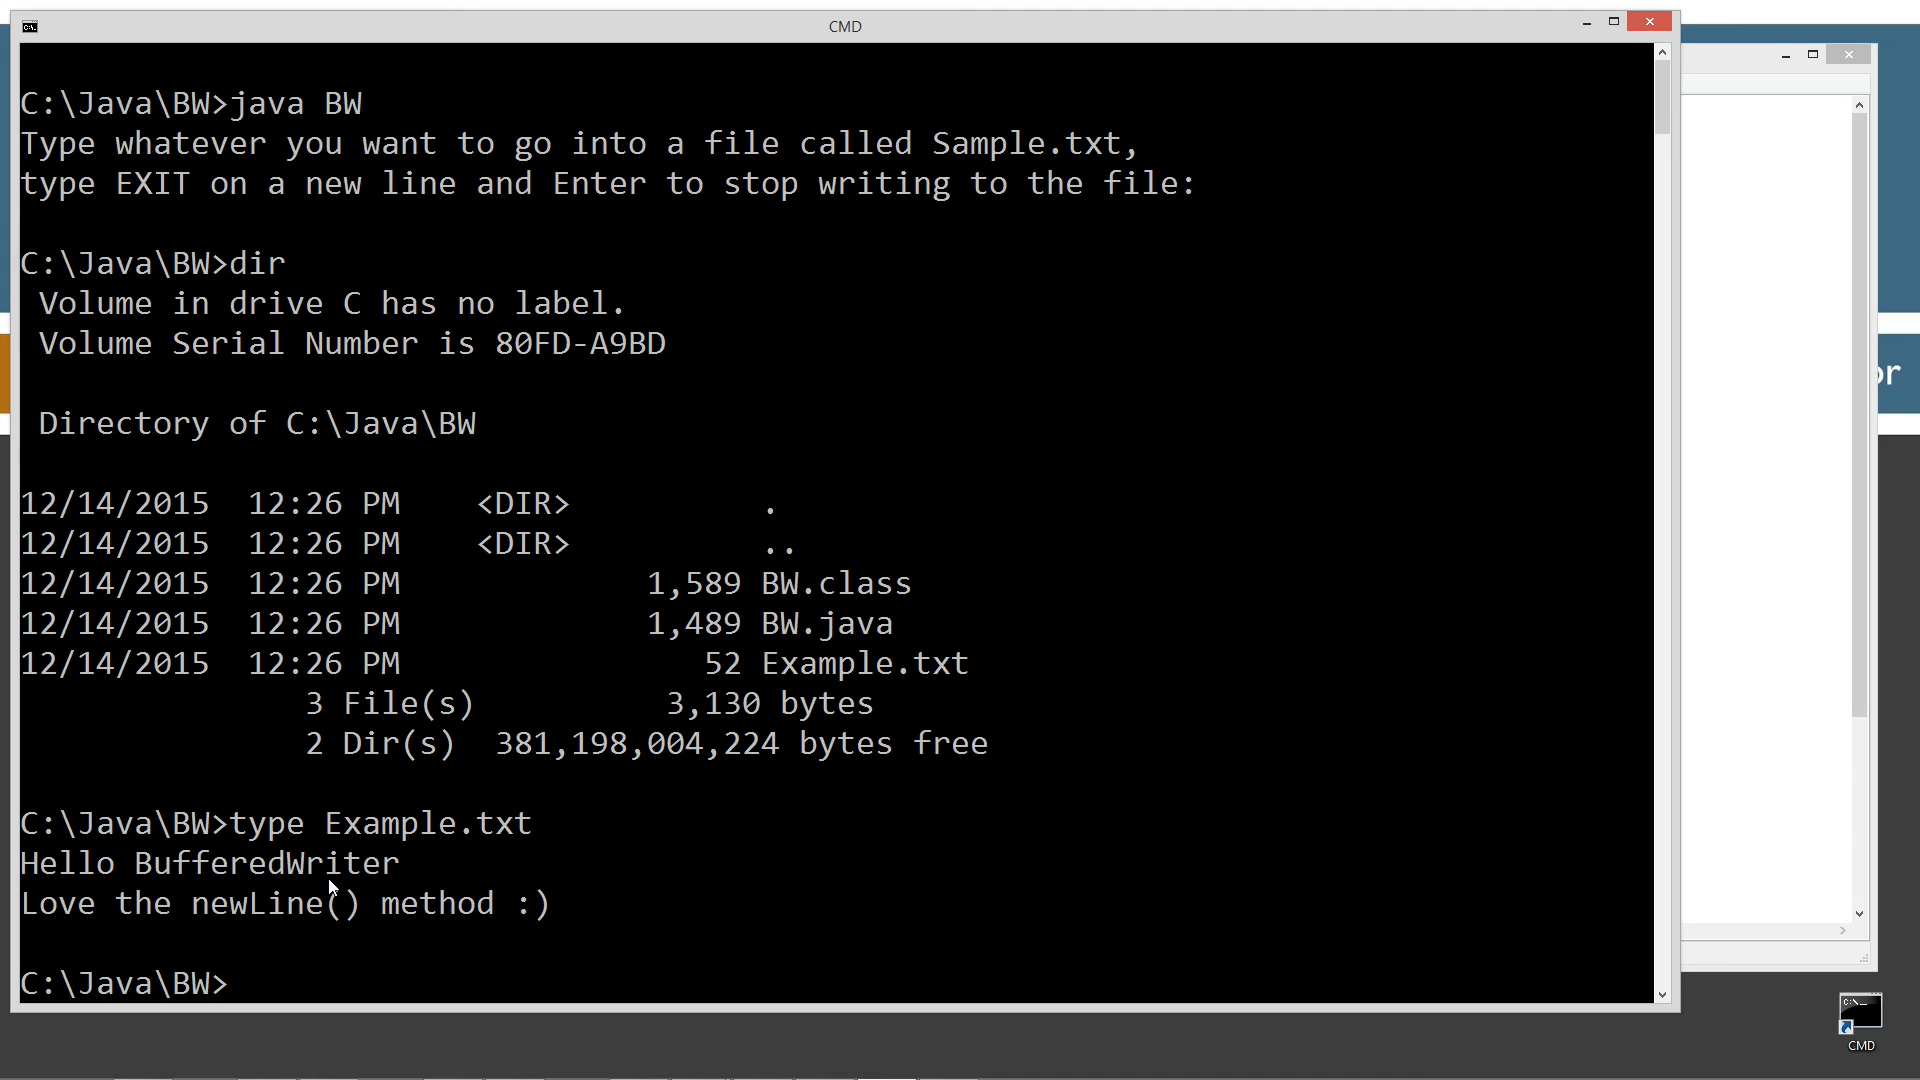 CMD
C:\Java\BW>java BW
Type whatever you want to go into a file called Sample.txt,
type EXIT on a new line and Enter to stop writing to the file:
C:\Java\BW>dir
 Volume in drive C has no label.
 Volume Serial Number is 80FD-A9BD
 Directory of C:\Java\BW
12/14/2015  12:26 PM    <DIR>          .
12/14/2015  12:26 PM    <DIR>          ..
12/14/2015  12:26 PM             1,589 BW.class
12/14/2015  12:26 PM             1,489 BW.java
12/14/2015  12:26 PM                52 Example.txt
               3 File(s)          3,130 bytes
               2 Dir(s)  381,198,004,224 bytes free
C:\Java\BW>type Example.txt
Hello BufferedWriter
Love the newLine() method :)
C:\Java\BW>
or
CMD